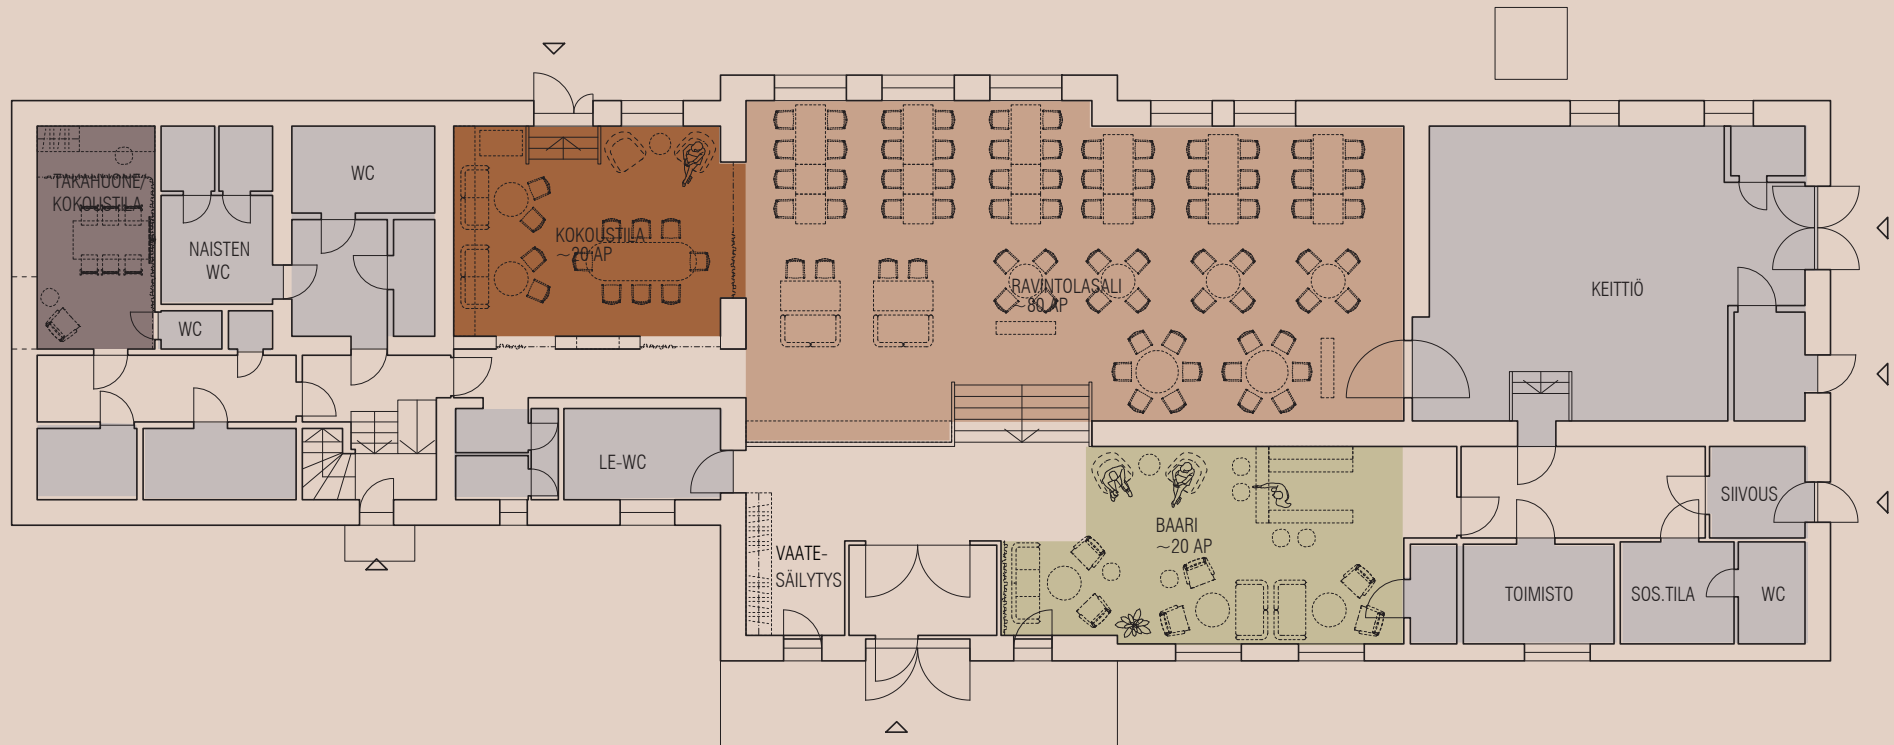 TAKAHUONE/
KOKOUSTILA
WC
NAISTEN
WC
WC
KOKOUSTILA
~20 AP
RAVINTOLASALI
~80 AP
KEITTIÖ
LE-WC
VAATE-
SÄILYTYS
BAARI
~20 AP
SIIVOUS
TOIMISTO
SOS.TILA
WC